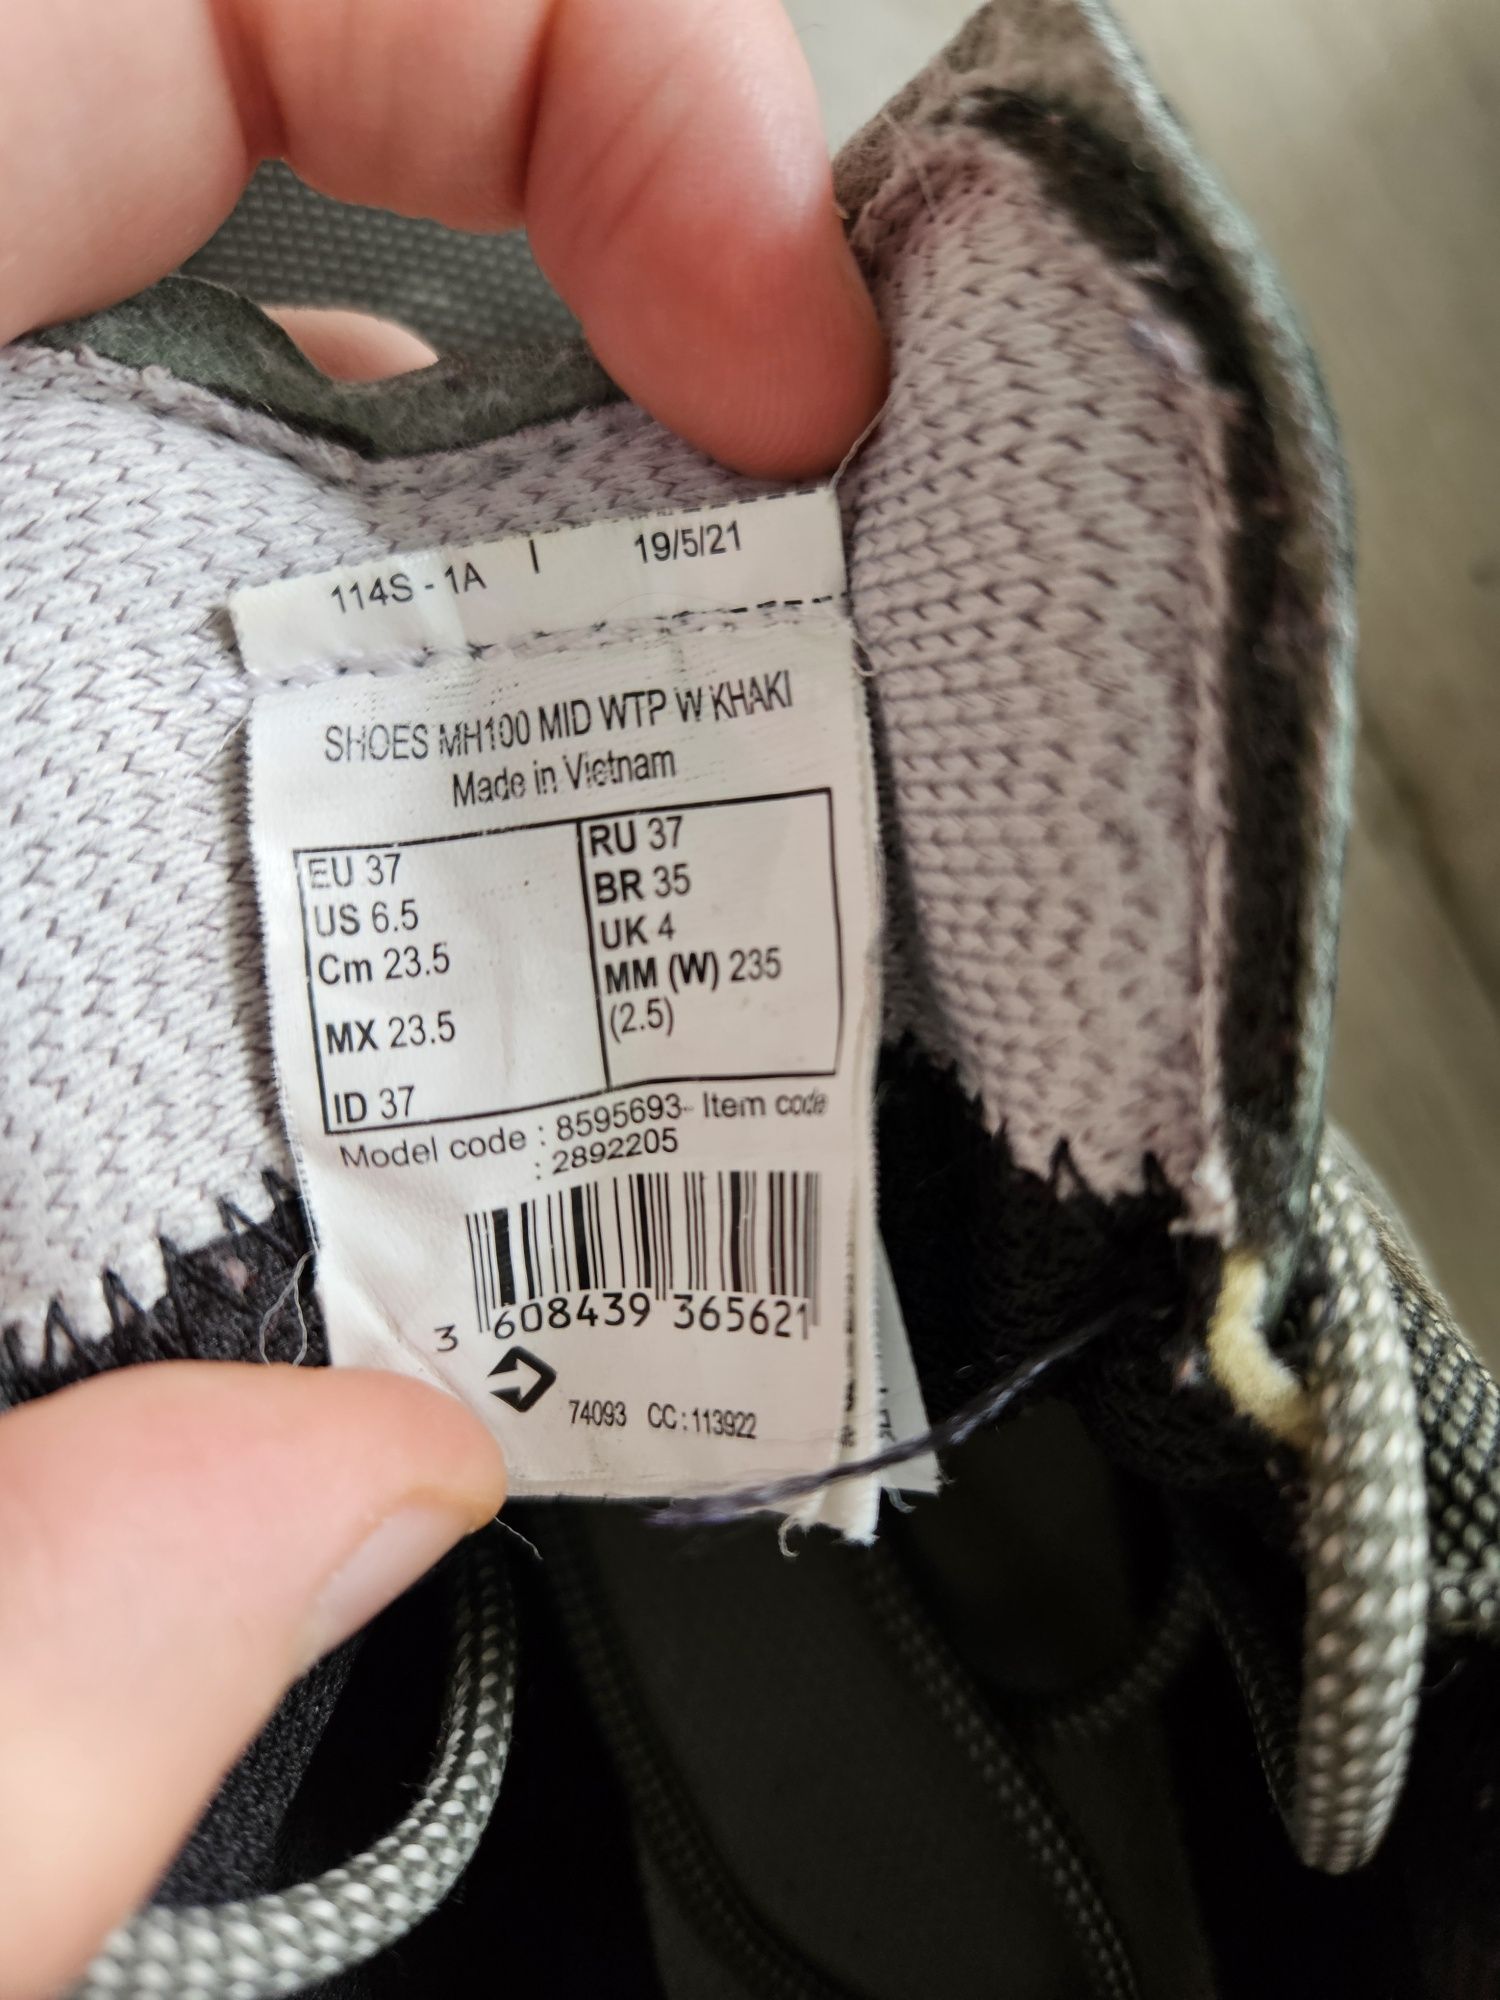 114S - 1A | 19/5/21
SHOES MH100 MID WTP W KHAKI
Made in Vietnam
EU 37
US 6.5
Cm 23.5
MX 23.5
ID 37
RU 37
BR 35
UK 4
MM (W) 235
(2.5)
Model code : 8595693- Item code
: 2892205
3 608439 365621
74093 CC:113922